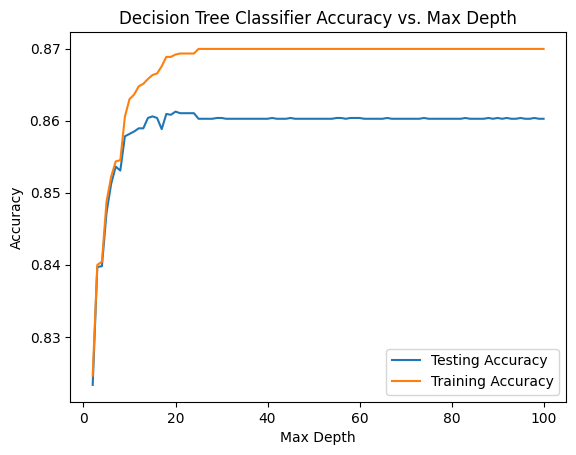 Decision Tree Classifier Accuracy vs. Max Depth
0.87
0.86
0.85
0.84
0.83
Accuracy
Testing Accuracy
Training Accuracy
0 20 40 60 80 100
Max Depth